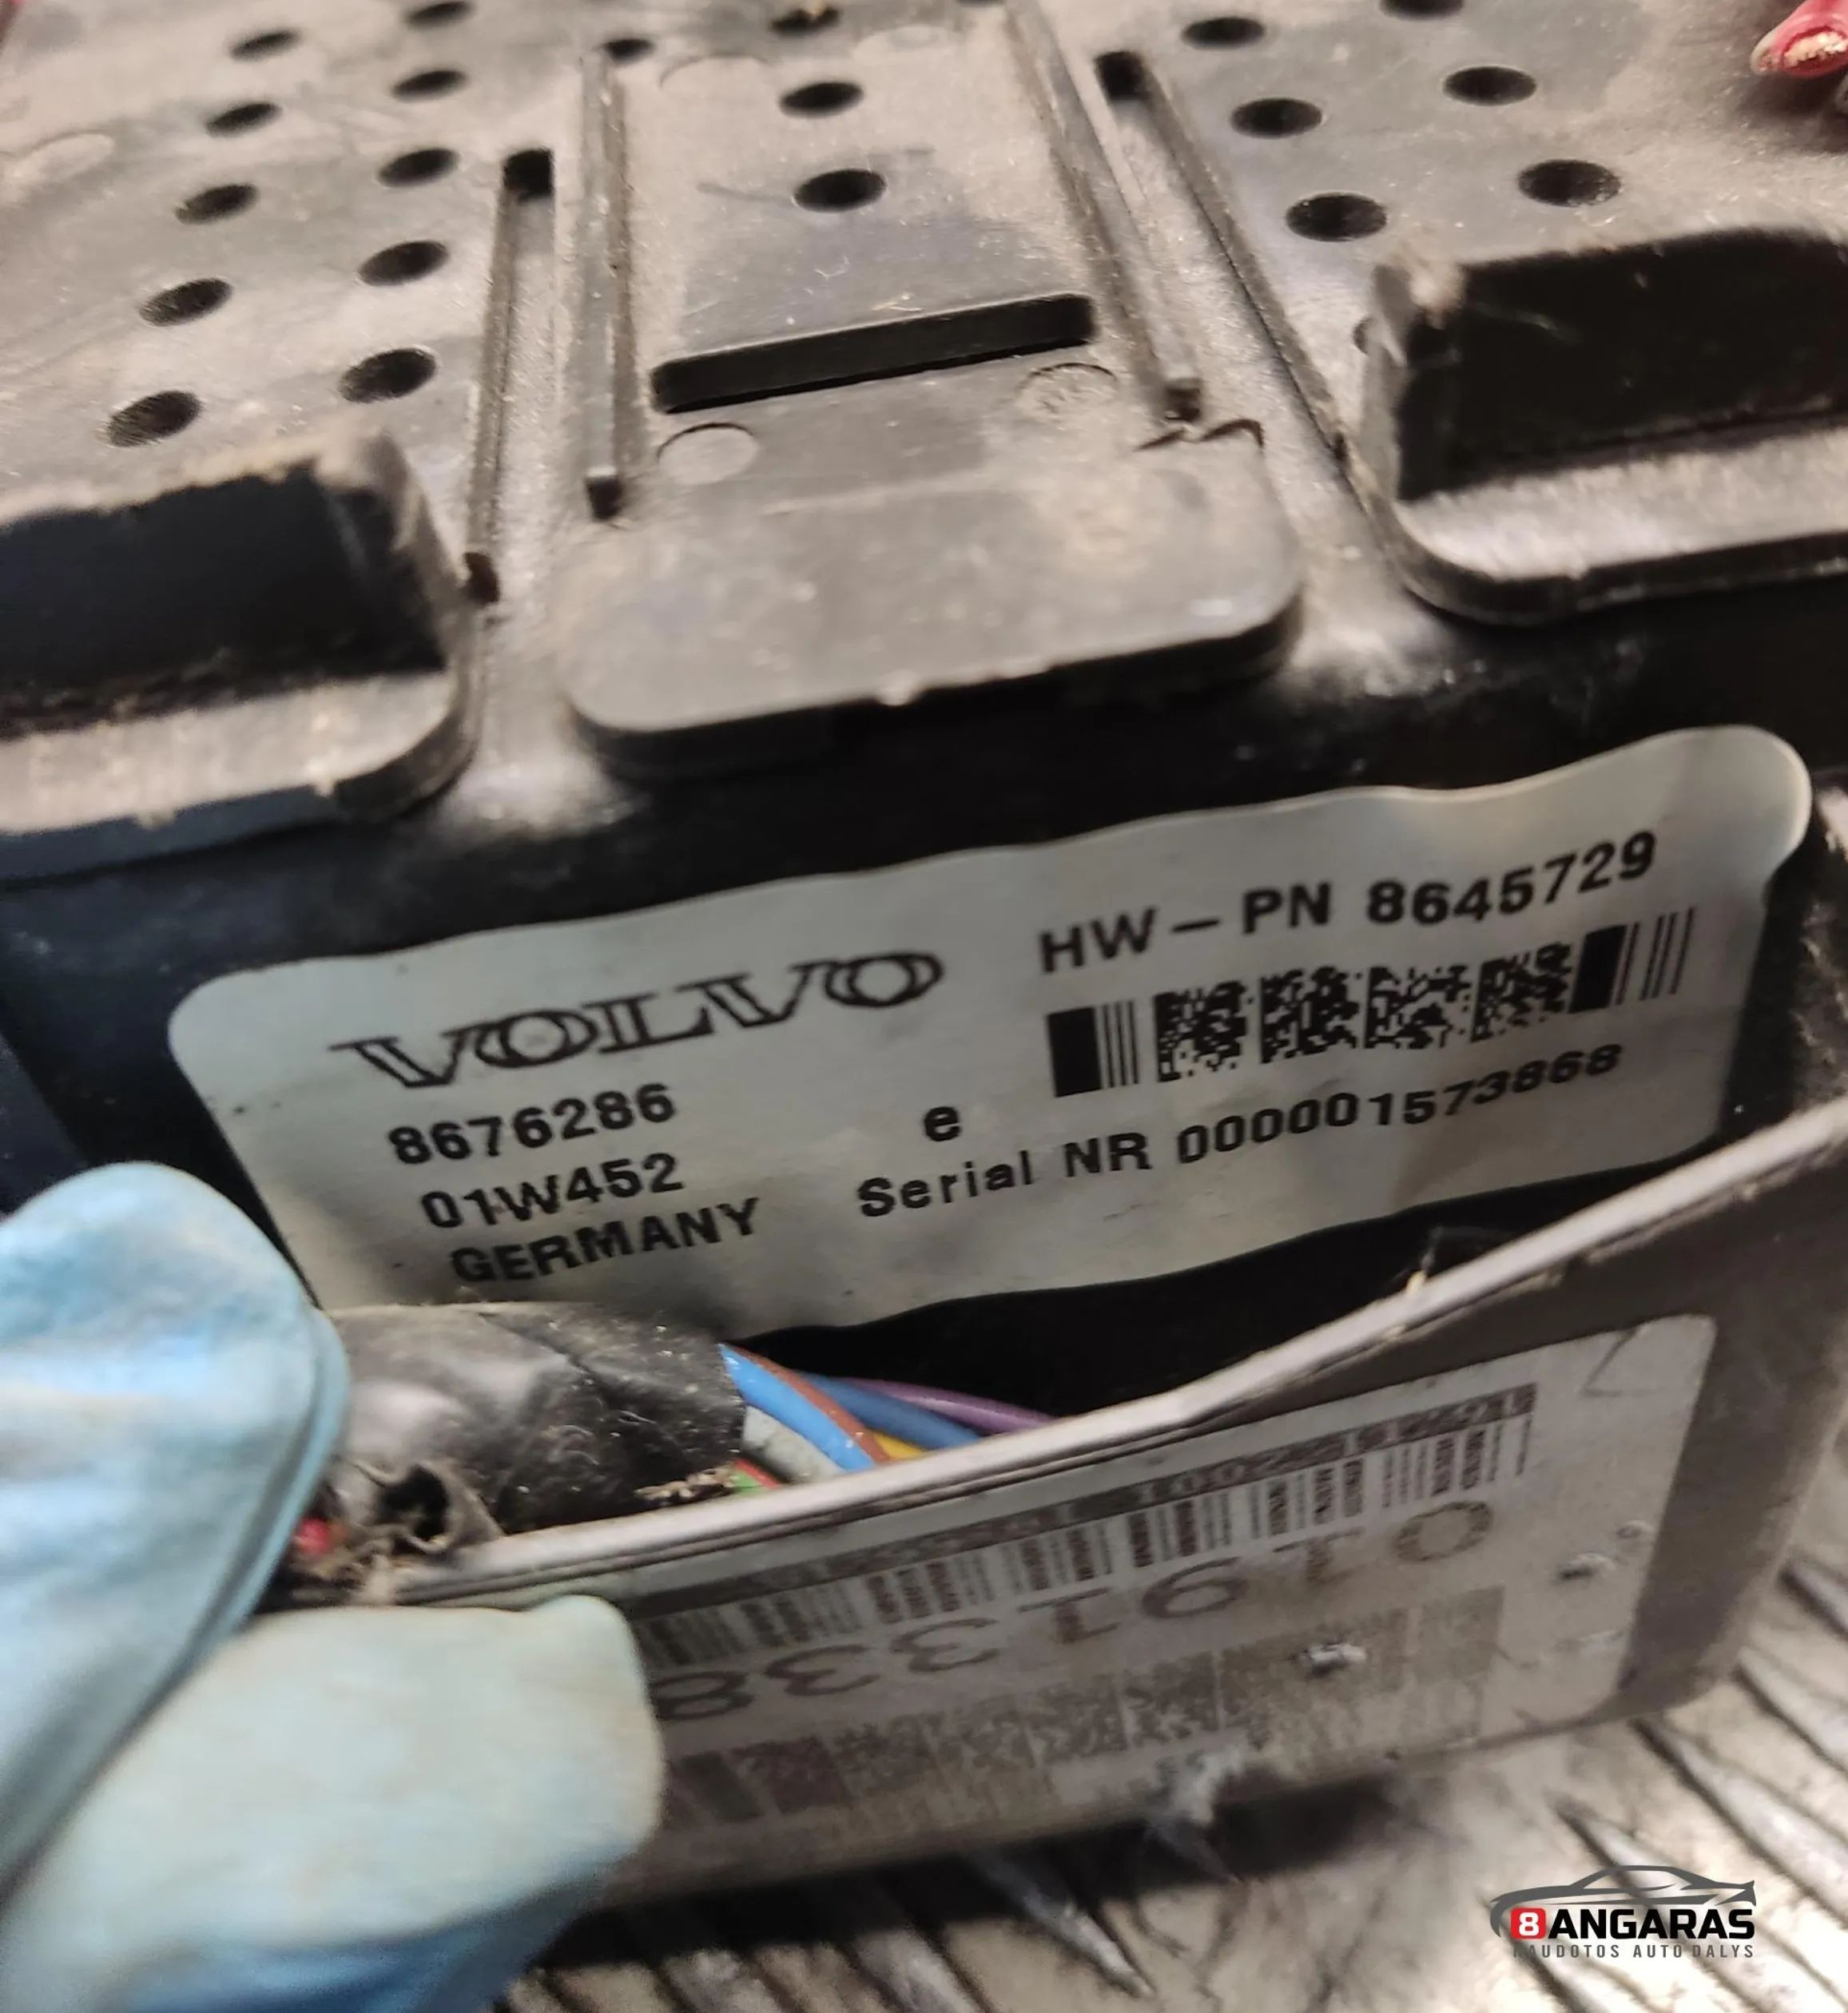 HW-PN 8645729
VOLVO
8676286
e
01W452
Serial NR 000001573868
GERMANY
8ANGARAS
NAUDOTOS AUTO DALYS